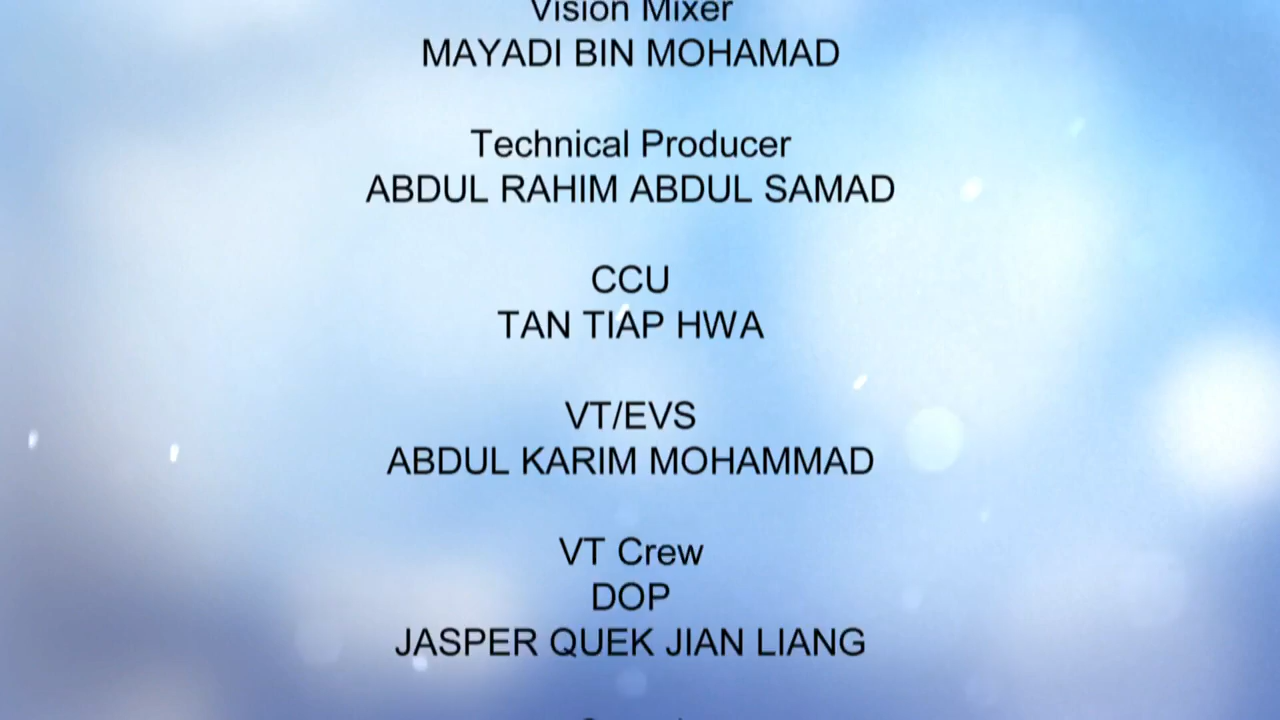 Vision Mixer
MAYADI BIN MOHAMAD
Technical Producer
ABDUL RAHIM ABDUL SAMAD
CCU
TAN TIAP HWA
VT/EVS
ABDUL KARIM MOHAMMAD
VT Crew
DOP
JASPER QUEK JIAN LIANG